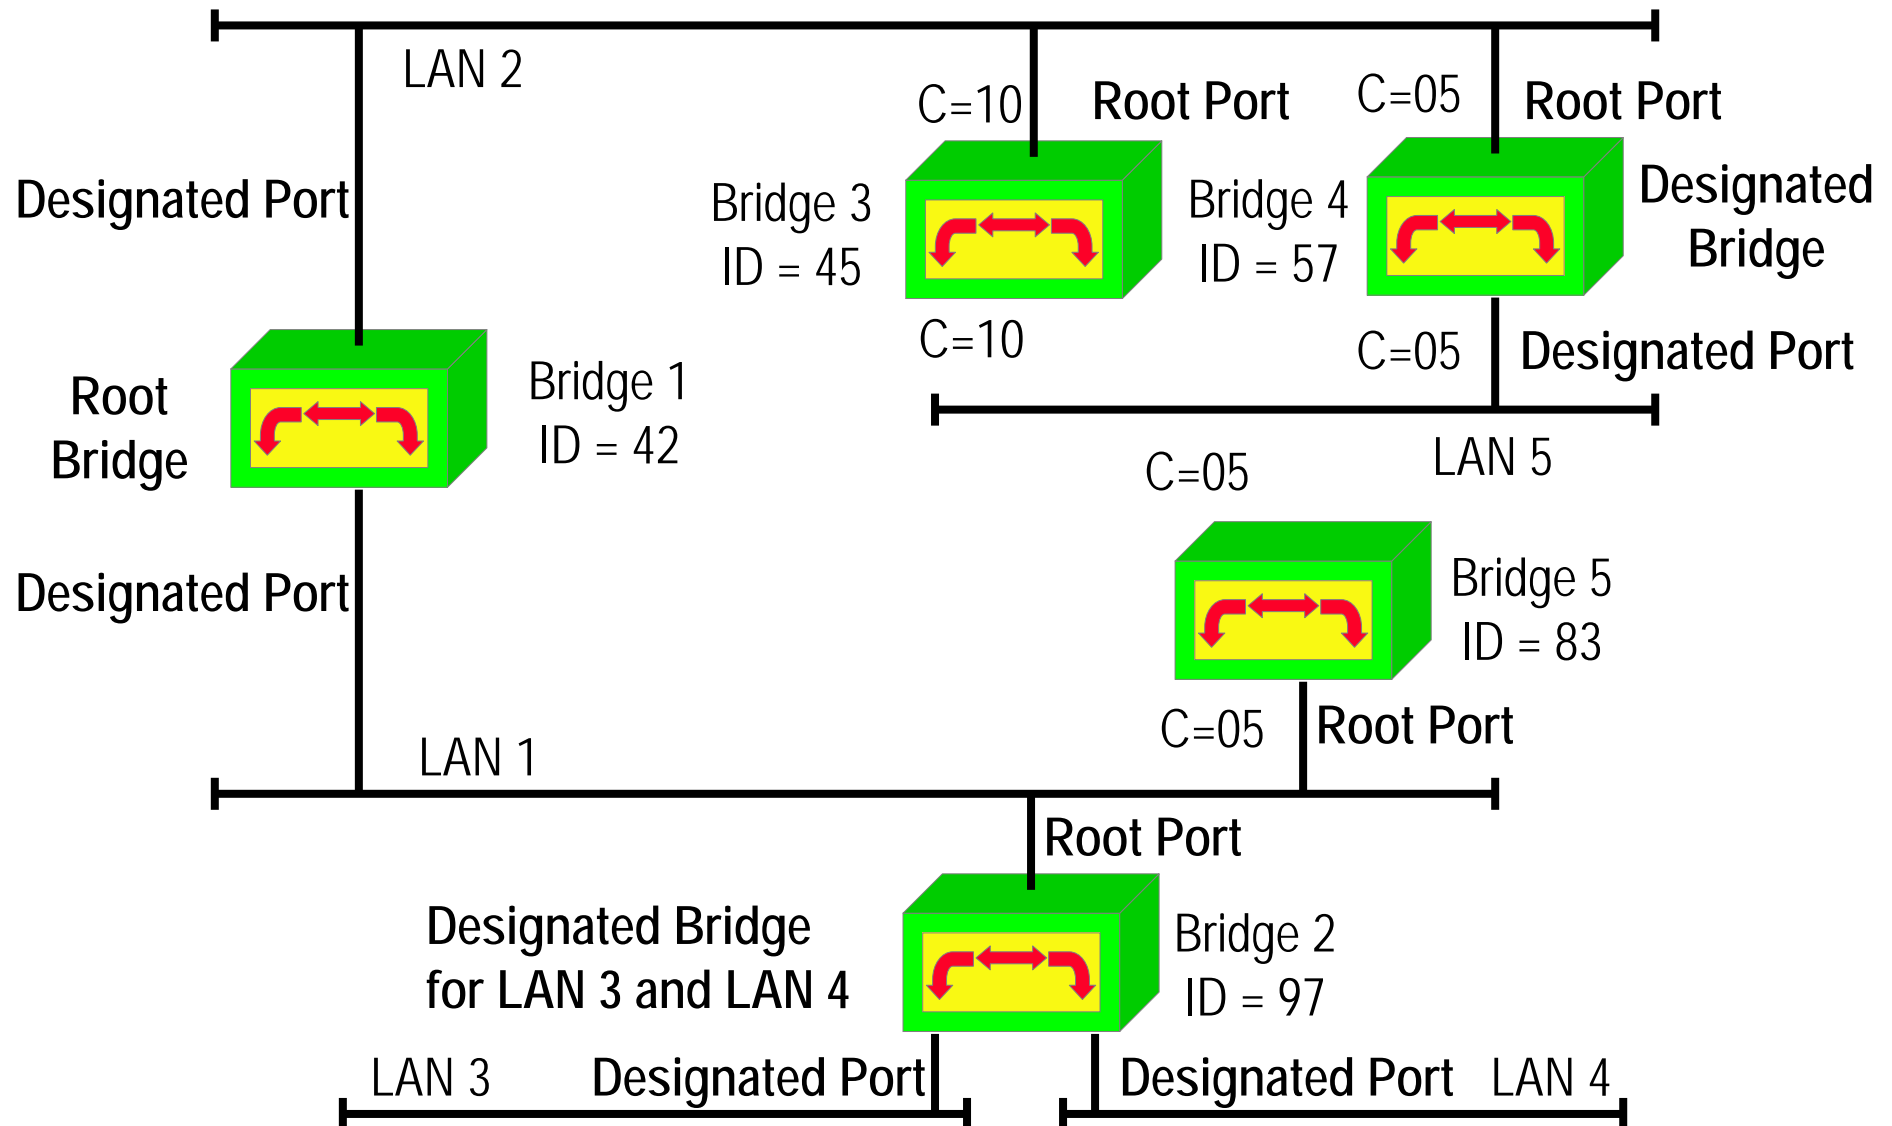 LAN 2
C=10
Root Port
C=05
Root Port
Designated Port
Bridge 3
ID = 45
Bridge 4
ID = 57
Designated
Bridge
C=10
C=05
Designated Port
Root
Bridge
Bridge 1
ID = 42
LAN 5
C=05
Designated Port
Bridge 5
ID = 83
C=05
Root Port
LAN 1
Root Port
Designated Bridge
for LAN 3 and LAN 4
Bridge 2
ID = 97
LAN 3
Designated Port
Designated Port
LAN 4